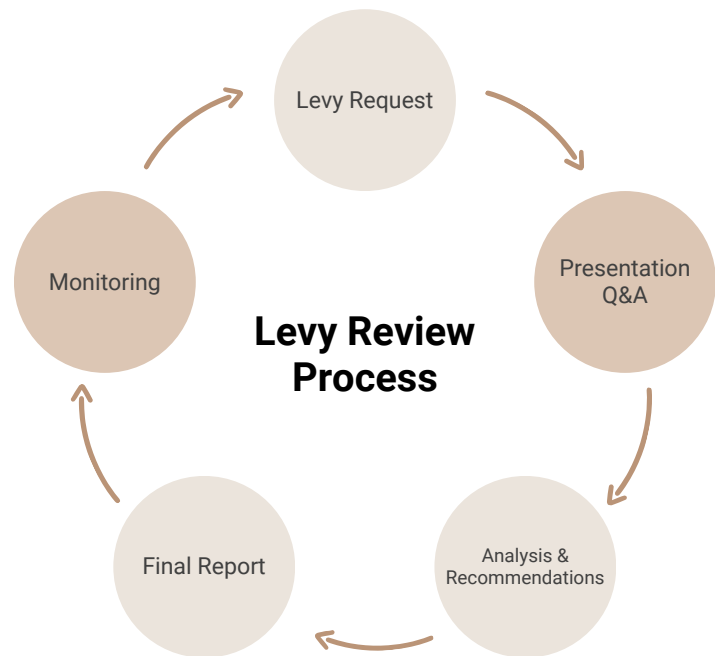 Levy Request
Presentation
Q&A
Monitoring
Levy Review
Process
Analysis &
Recommendations
Final Report